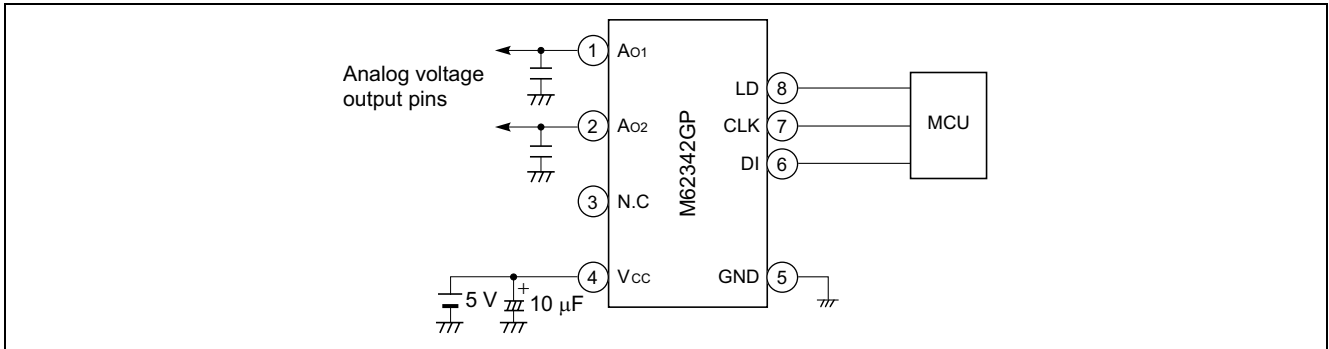 Analog voltage
output pins
1 AO1
2 AO2
3 N.C
4 VCC
5 V
+
10 μF
M62342GP
LD 8
CLK 7
DI 6
GND 5
MCU